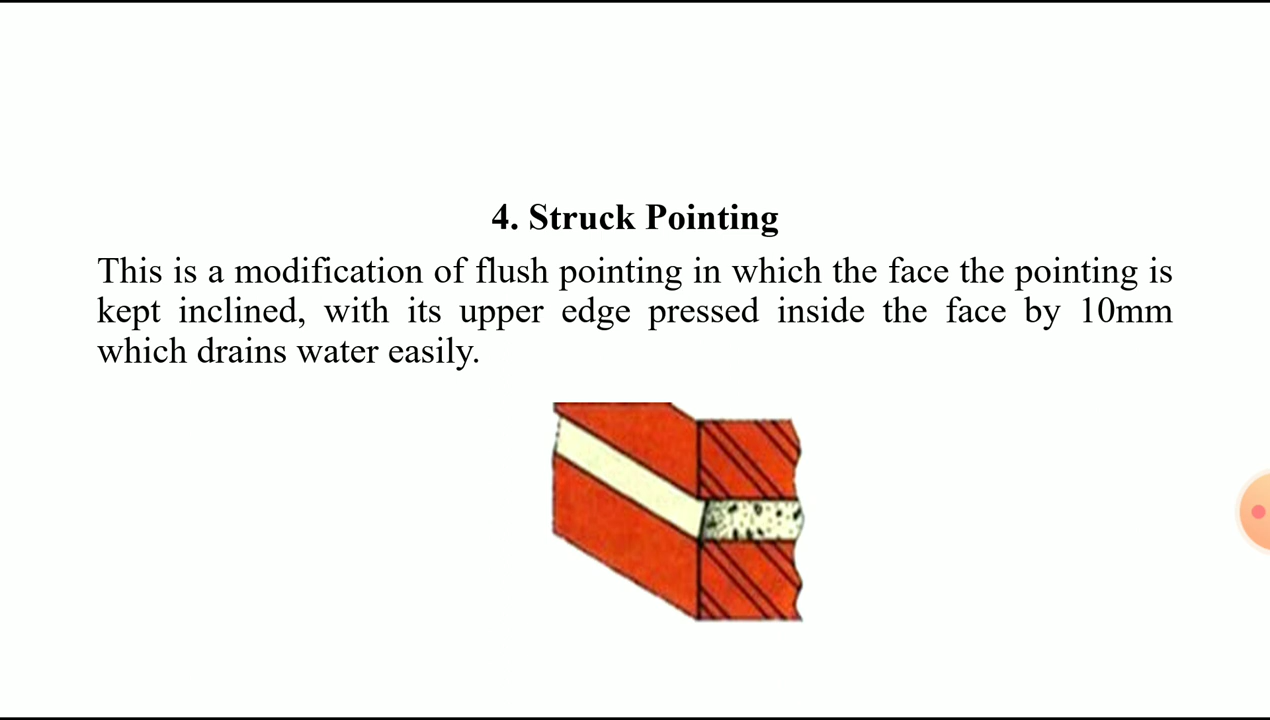 4. Struck Pointing
This is a modification of flush pointing in which the face the pointing is
kept inclined, with its upper edge pressed inside the face by 10mm
which drains water easily.